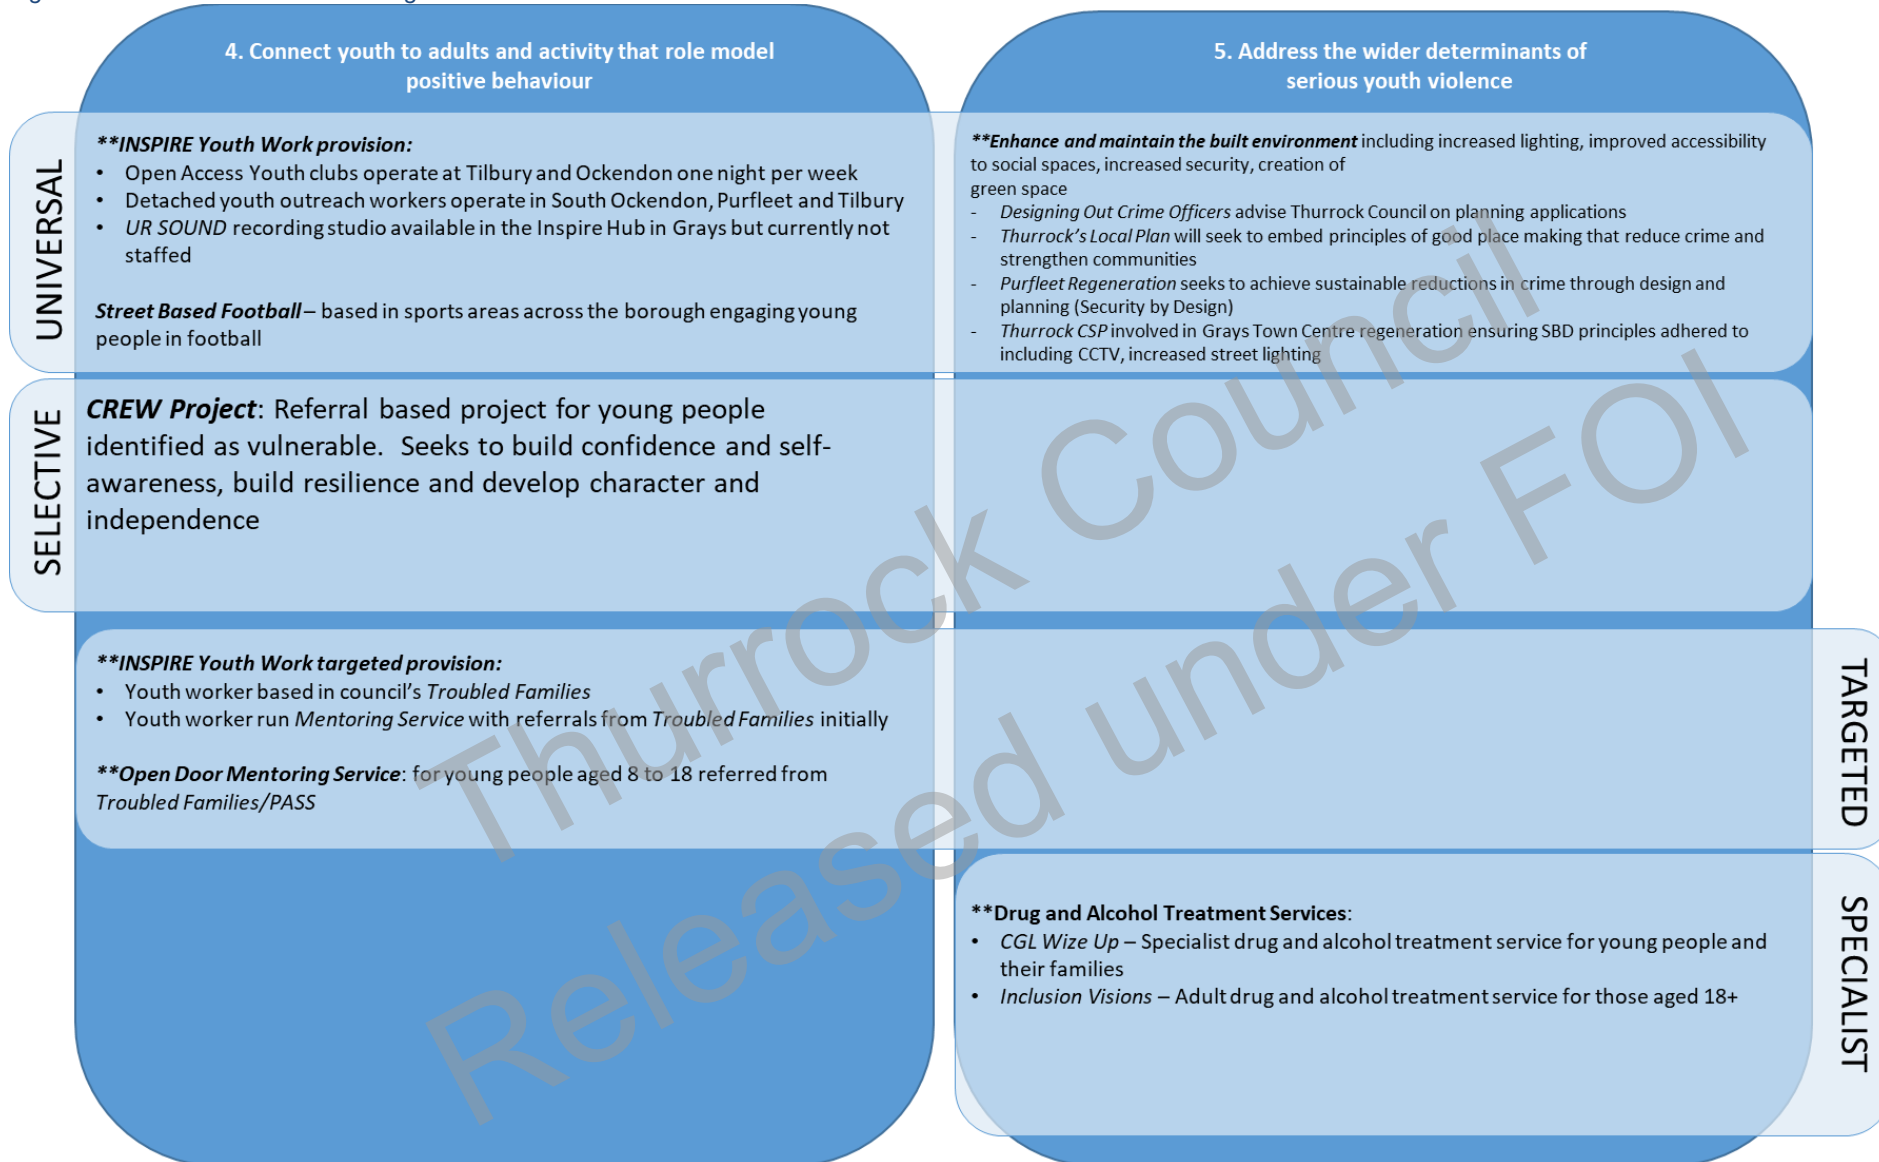 4. Connect youth to adults and activity that role model
positive behaviour
5. Address the wider determinants of
serious youth violence
UNIVERSAL
**INSPIRE Youth Work provision:
• Open Access Youth clubs operate at Tilbury and Ockendon one night per week
• Detached youth outreach workers operate in South Ockendon, Purfleet and Tilbury
• UR SOUND recording studio available in the Inspire Hub in Grays but currently not
staffed
Street Based Football – based in sports areas across the borough engaging young
people in football
**Enhance and maintain the built environment including increased lighting, improved accessibility
to social spaces, increased security, creation of
green space
- Designing Out Crime Officers advise Thurrock Council on planning applications
- Thurrock's Local Plan will seek to embed principles of good place making that reduce crime and
strengthen communities
- Purfleet Regeneration seeks to achieve sustainable reductions in crime through design and
planning (Security by Design)
- Thurrock CSP involved in Grays Town Centre regeneration ensuring SBD principles adhered to
including CCTV, increased street lighting
SELECTIVE
CREW Project: Referral based project for young people
identified as vulnerable. Seeks to build confidence and self-
awareness, build resilience and develop character and
independence
TARGETED
**INSPIRE Youth Work targeted provision:
• Youth worker based in council's Troubled Families
• Youth worker run Mentoring Service with referrals from Troubled Families initially
**Open Door Mentoring Service: for young people aged 8 to 18 referred from
Troubled Families/PASS
SPECIALIST
**Drug and Alcohol Treatment Services:
• CGL Wize Up – Specialist drug and alcohol treatment service for young people and
their families
• Inclusion Visions – Adult drug and alcohol treatment service for those aged 18+
Thurrock Council
Released under FOI